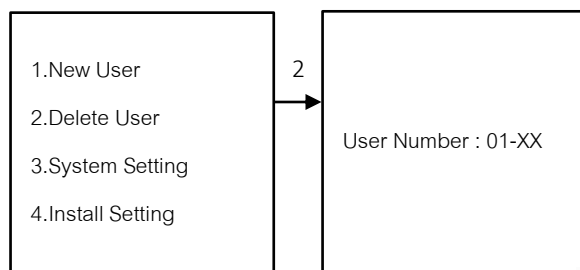 1.New User
2.Delete User
3.System Setting
4.Install Setting
2
User Number : 01-XX